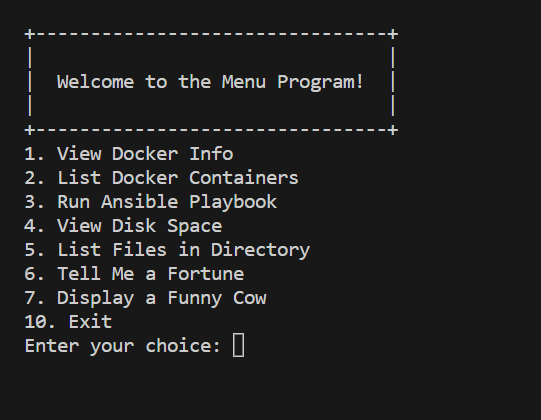 +--------------------------------+
|                                |
|  Welcome to the Menu Program!  |
|                                |
+--------------------------------+
1. View Docker Info
2. List Docker Containers
3. Run Ansible Playbook
4. View Disk Space
5. List Files in Directory
6. Tell Me a Fortune
7. Display a Funny Cow
10. Exit
Enter your choice: